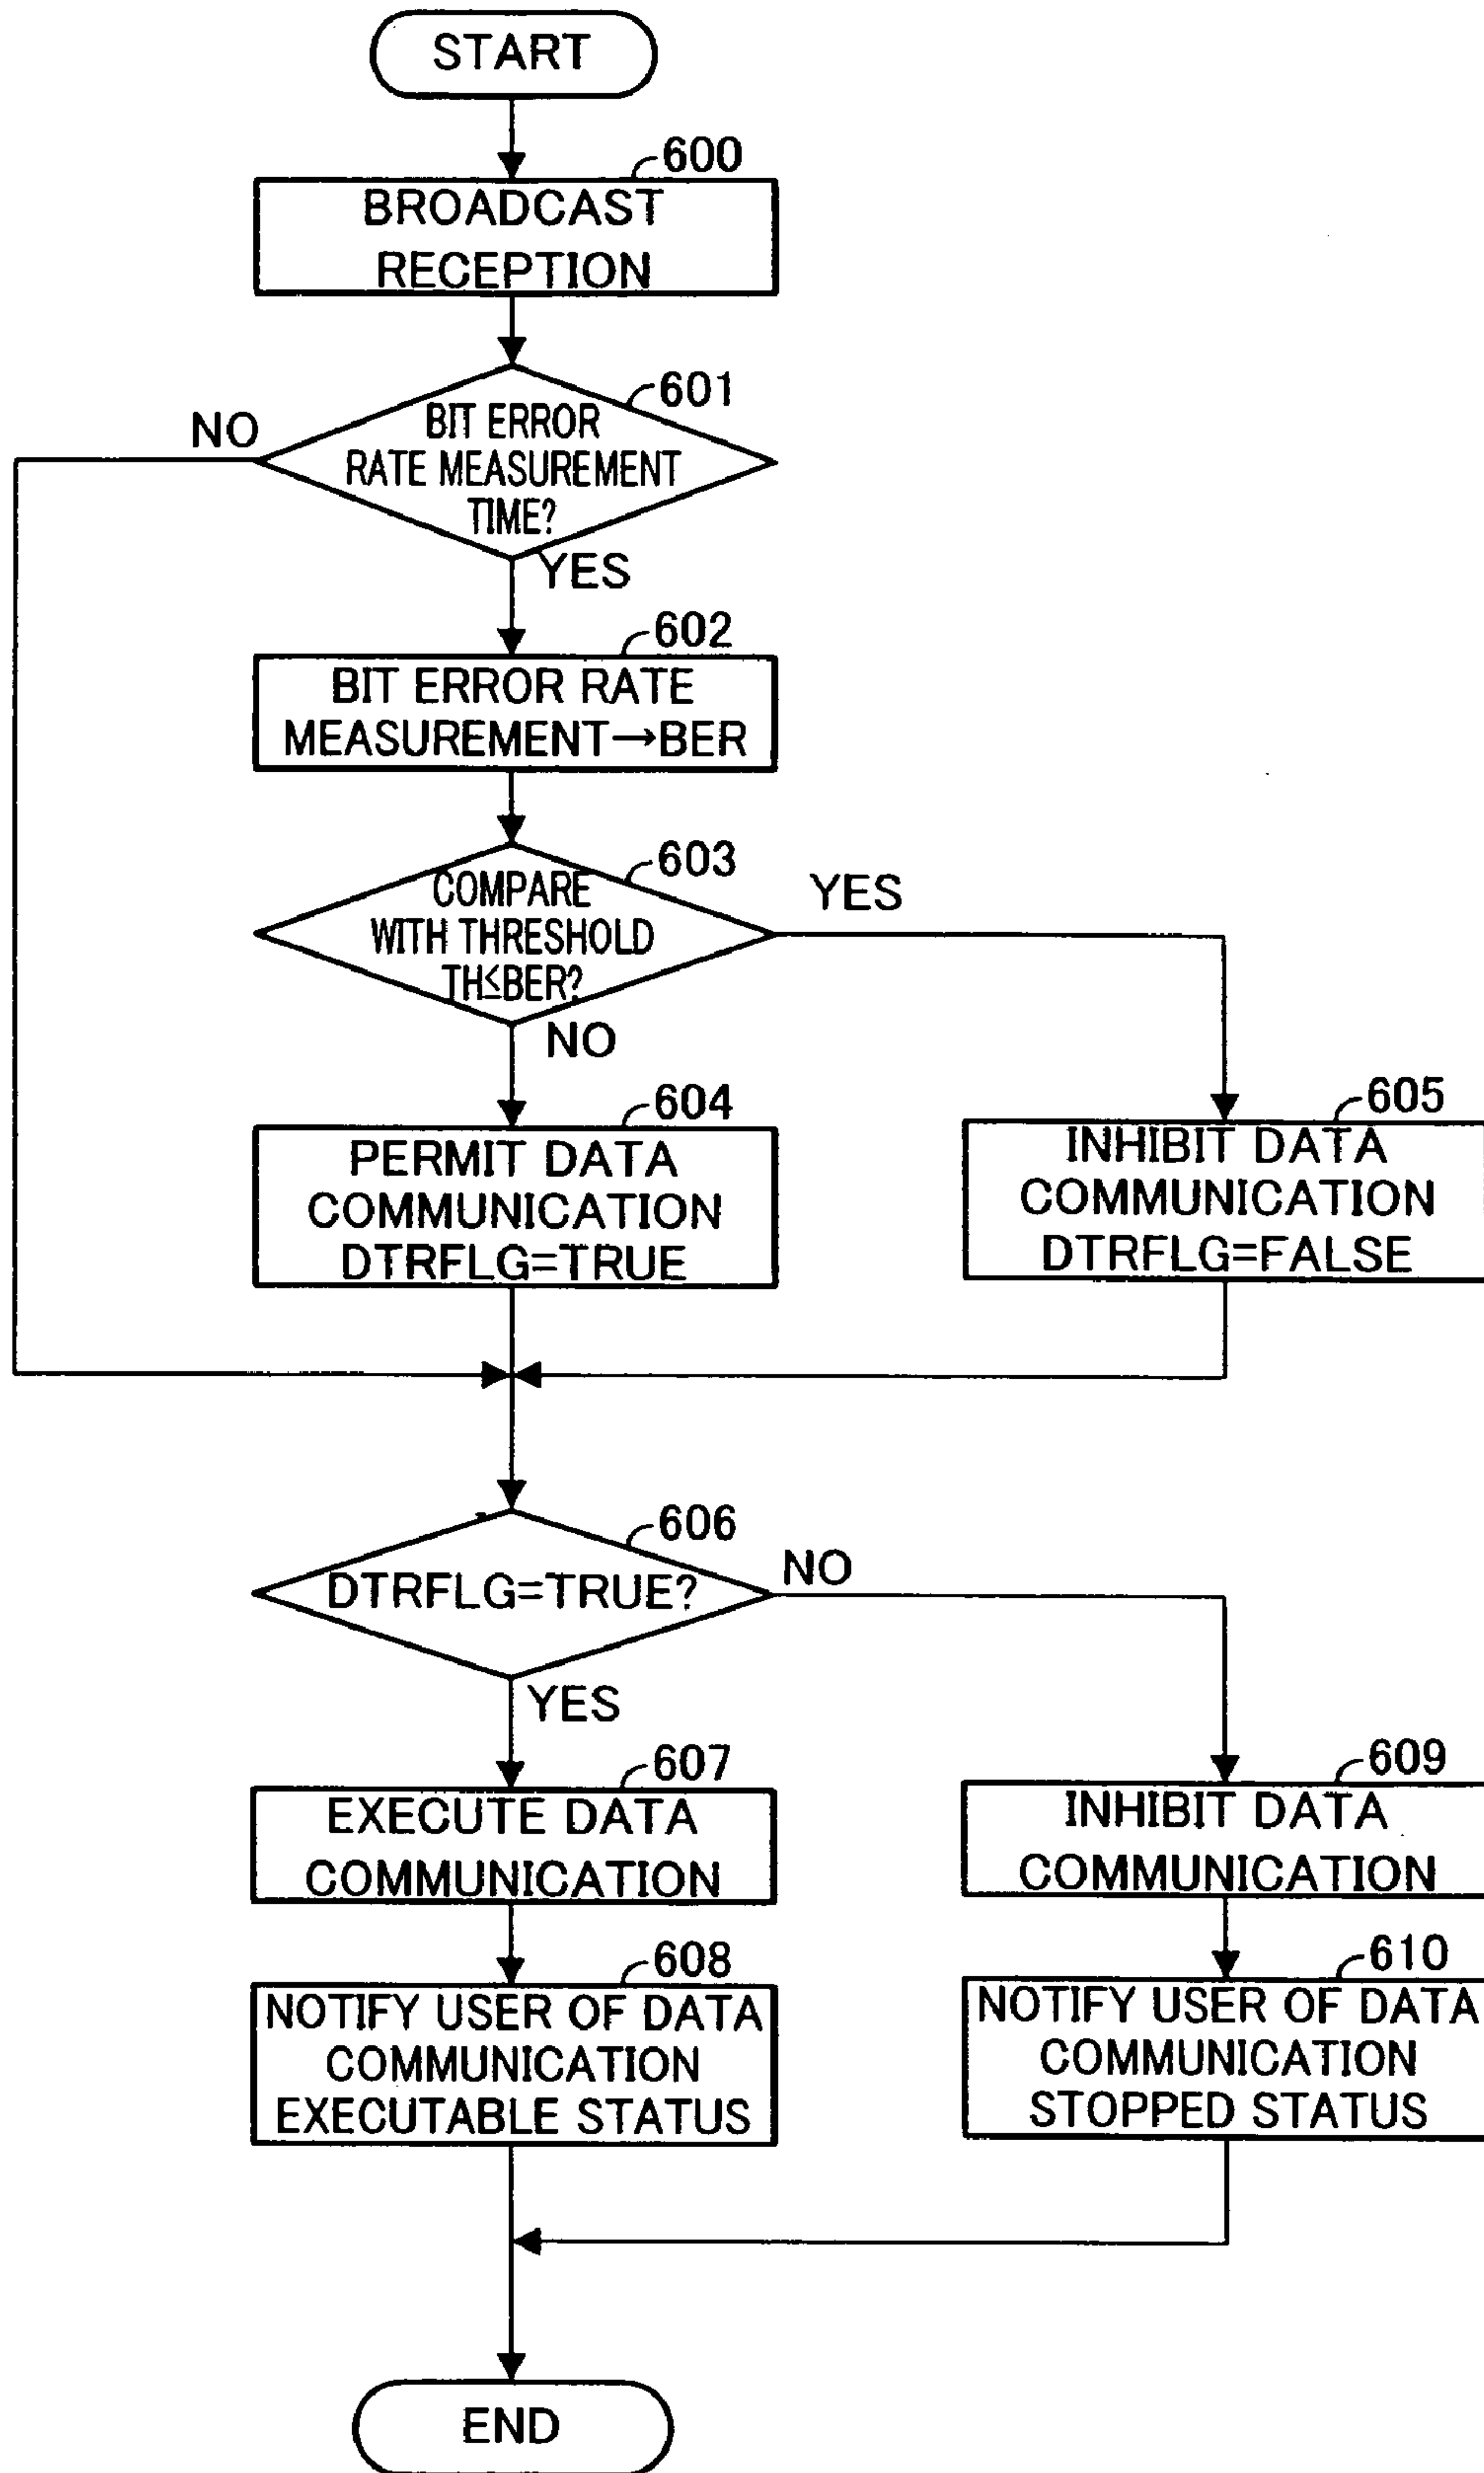 START
600
BROADCAST
RECEPTION
601
BIT ERROR
RATE MEASUREMENT
TIME?
NO
YES
602
BIT ERROR RATE
MEASUREMENT→BER
603
COMPARE
WITH THRESHOLD
TH≤BER?
YES
NO
604
PERMIT DATA
COMMUNICATION
DTRFLG=TRUE
605
INHIBIT DATA
COMMUNICATION
DTRFLG=FALSE
606
DTRFLG=TRUE?
NO
YES
607
EXECUTE DATA
COMMUNICATION
609
INHIBIT DATA
COMMUNICATION
608
NOTIFY USER OF DATA
COMMUNICATION
EXECUTABLE STATUS
610
NOTIFY USER OF DATA
COMMUNICATION
STOPPED STATUS
END